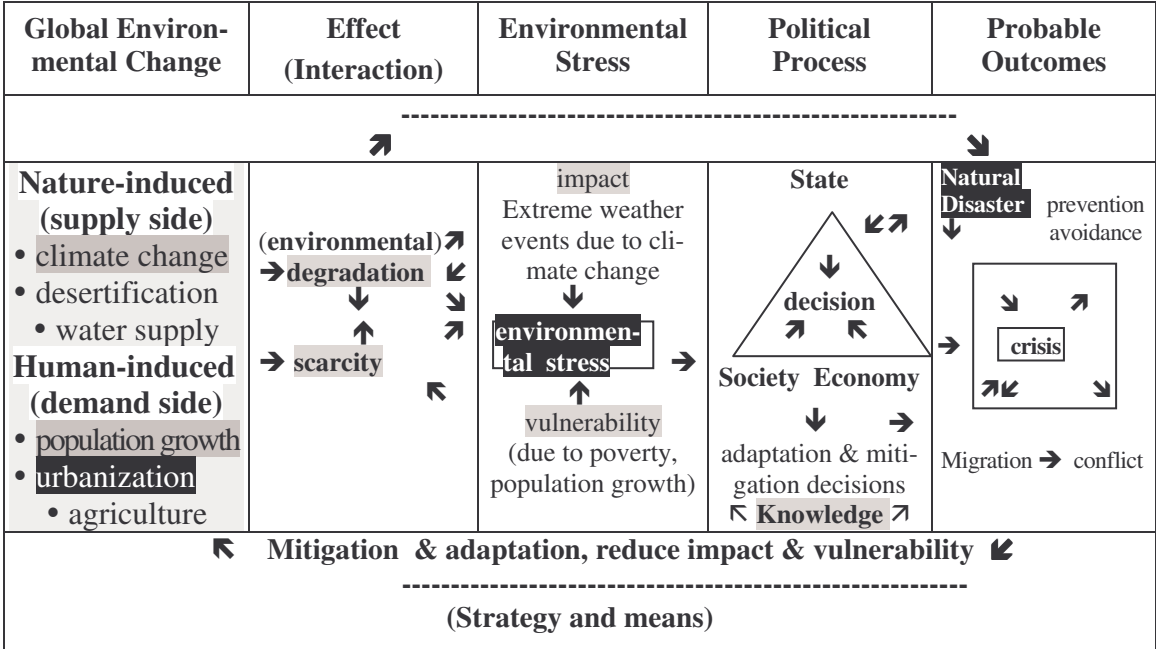 Global Environ-
mental Change
Effect
(Interaction)
Environmental
Stress
Political
Process
Probable
Outcomes
Nature-induced
(supply side)
• climate change
• desertification
• water supply
Human-induced
(demand side)
• population growth
• urbanization
• agriculture
(environmental)
degradation
scarcity
impact
Extreme weather
events due to cli-
mate change
environmen-
tal stress
vulnerability
(due to poverty,
population growth)
State
decision
Society Economy
adaptation & miti-
gation decisions
Knowledge
Natural
Disaster
prevention
avoidance
crisis
Migration ➔ conflict
Mitigation & adaptation, reduce impact & vulnerability
(Strategy and means)